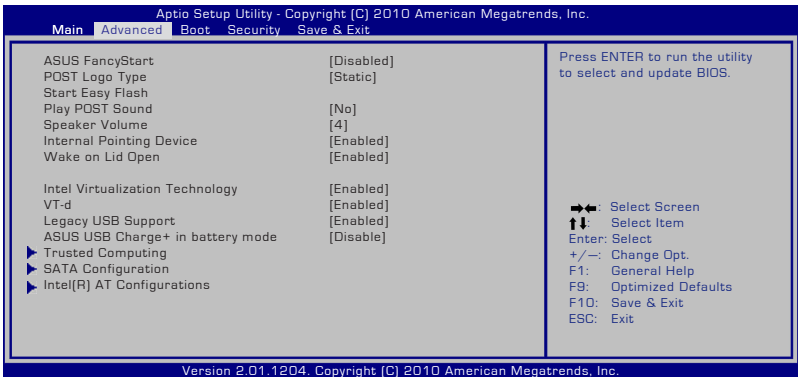 Aptio Setup Utility - Copyright (C) 2010 American Megatrends, Inc.
Main Advanced Boot Security Save & Exit
ASUS FancyStart [Disabled]
POST Logo Type [Static]
Start Easy Flash
Play POST Sound [No]
Speaker Volume [4]
Internal Pointing Device [Enabled]
Wake on Lid Open [Enabled]
Intel Virtualization Technology [Enabled]
VT-d [Enabled]
Legacy USB Support [Enabled]
ASUS USB Charge+ in battery mode [Disable]
Trusted Computing
SATA Configuration
Intel(R) AT Configurations
Press ENTER to run the utility
to select and update BIOS.
→←: Select Screen
↑↓: Select Item
Enter: Select
+/—: Change Opt.
F1: General Help
F9: Optimized Defaults
F10: Save & Exit
ESC: Exit
Version 2.01.1204. Copyright (C) 2010 American Megatrends, Inc.